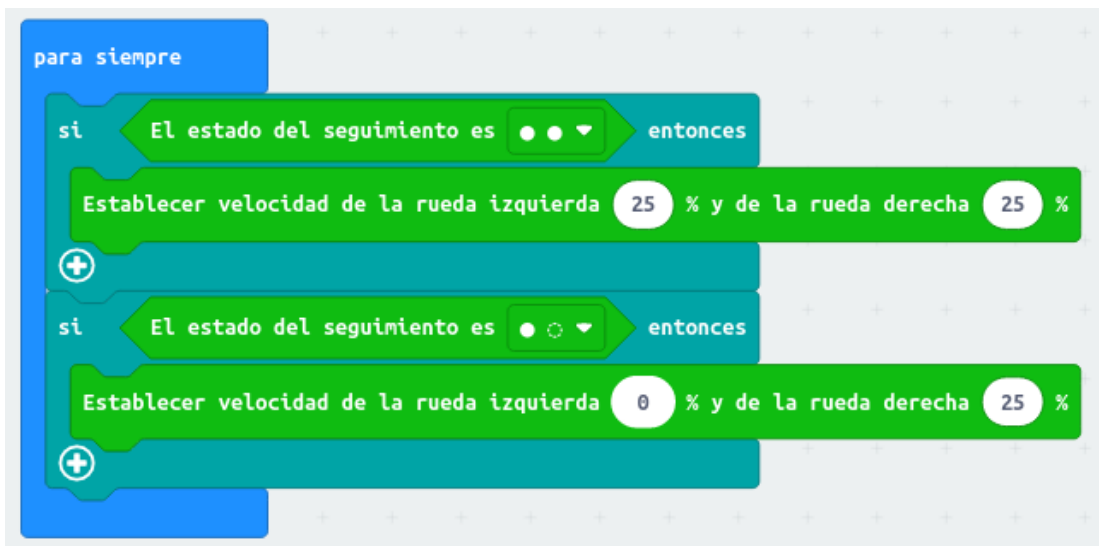 para siempre
si El estado del seguimiento es entonces
Establecer velocidad de la rueda izquierda 25 % y de la rueda derecha 25 %
si El estado del seguimiento es entonces
Establecer velocidad de la rueda izquierda 0 % y de la rueda derecha 25 %